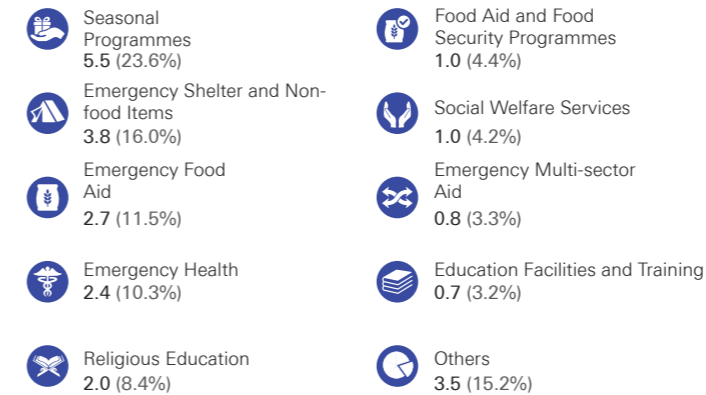 Seasonal
Programmes
5.5 (23.6%)
Emergency Shelter and Non-
food Items
3.8 (16.0%)
Emergency Food
Aid
2.7 (11.5%)
Emergency Health
2.4 (10.3%)
Religious Education
2.0 (8.4%)
Food Aid and Food
Security Programmes
1.0 (4.4%)
Social Welfare Services
1.0 (4.2%)
Emergency Multi-sector
Aid
0.8 (3.3%)
Education Facilities and Training
0.7 (3.2%)
Others
3.5 (15.2%)